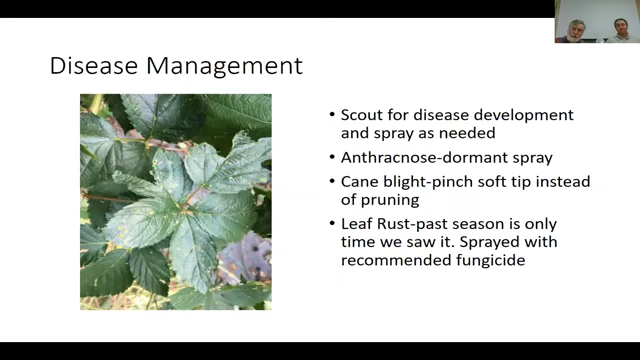 Disease Management
• Scout for disease development
and spray as needed
• Anthracnose-dormant spray
• Cane blight-pinch soft tip instead
of pruning
• Leaf Rust-past season is only
time we saw it. Sprayed with
recommended fungicide